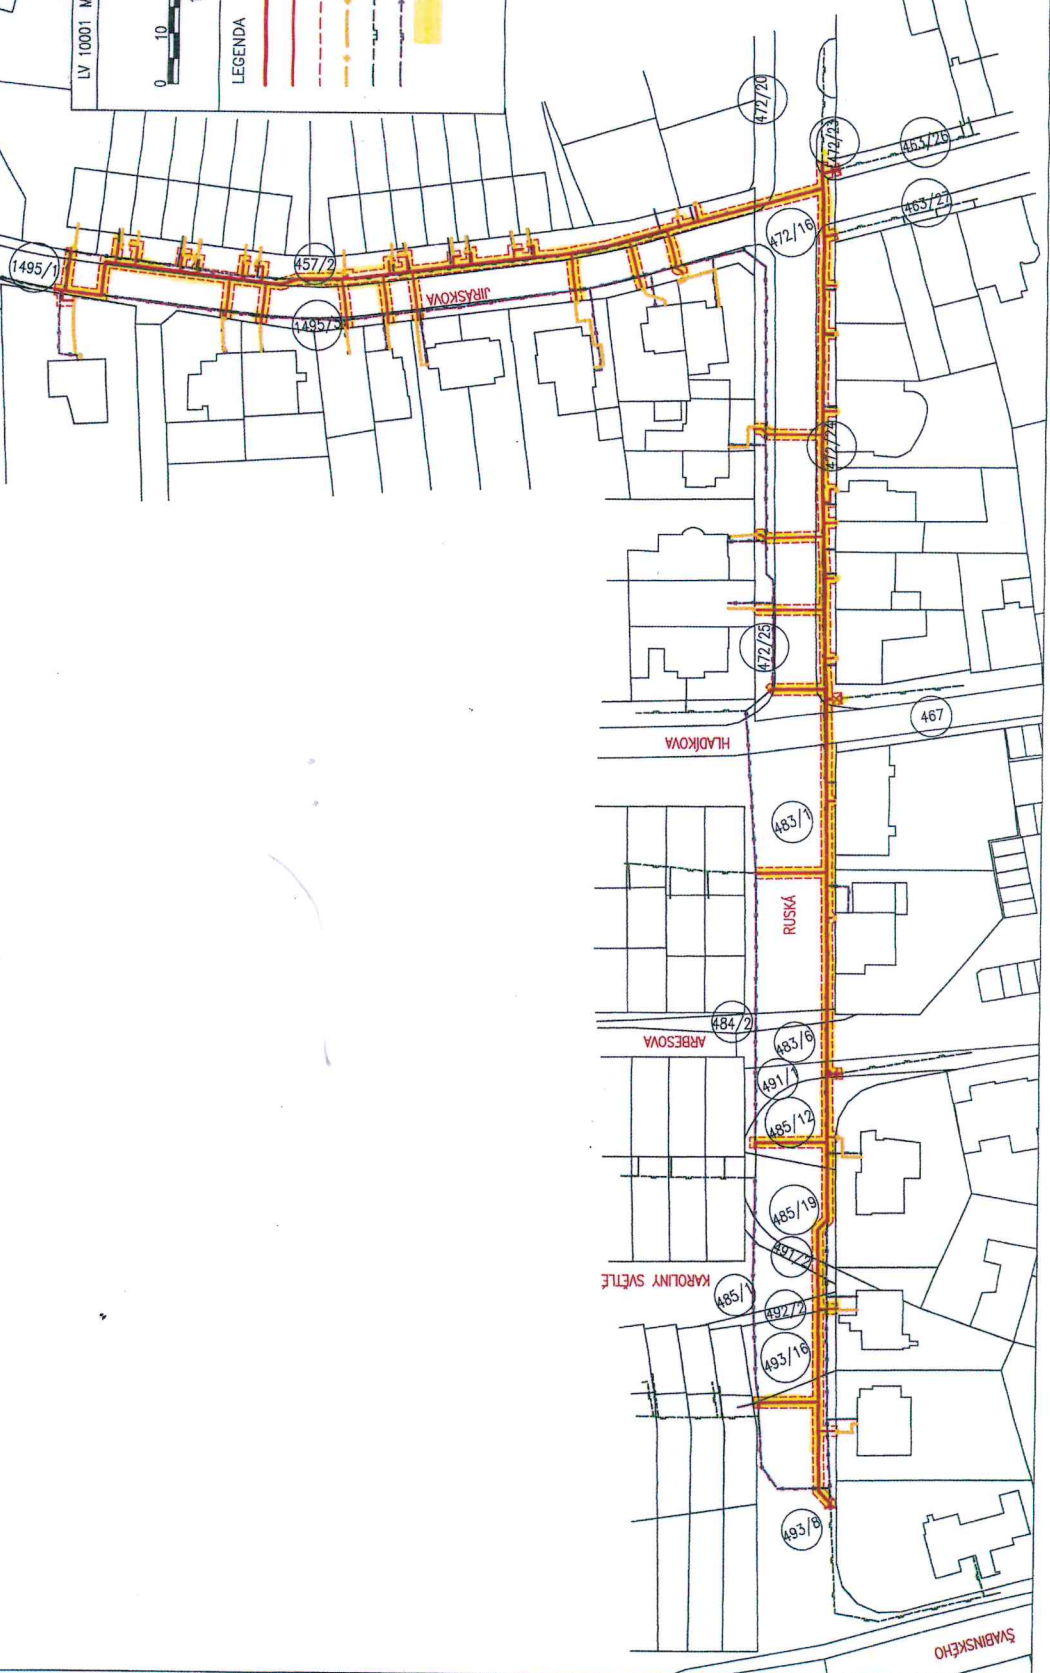 LV 10001 M
0 10
LEGENDA
1495/1
457/2
1495/3
JIRÁSKOVA
472/20
472/23
463/26
463/27
472/16
472/24
472/25
HLADÍKOVA
467
483/1
RUSKÁ
484/2
ARBESOVA
483/6
491/1
485/12
485/19
491/2
KAROLINY SVĚTLÉ
485/1
492/2
493/16
493/8
ŠVABINSKÉHO